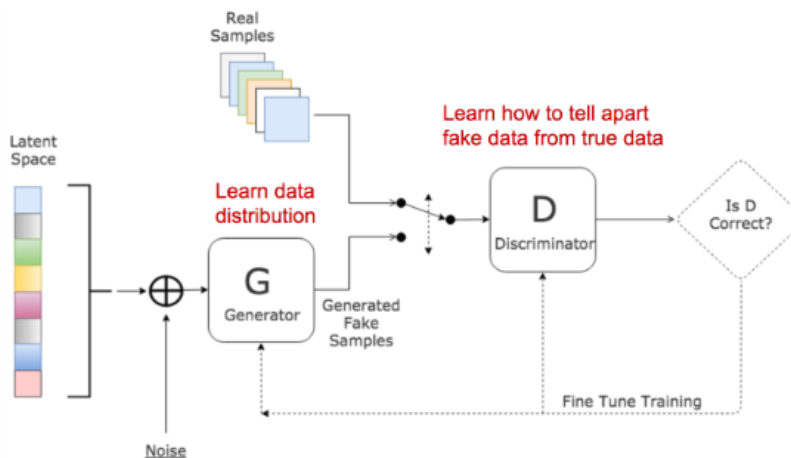 Real
Samples
Learn how to tell apart
fake data from true data
Latent
Space
Learn data
distribution
D
Discriminator
Is D
Correct?
G
Generator
Generated
Fake
Samples
Fine Tune Training
Noise